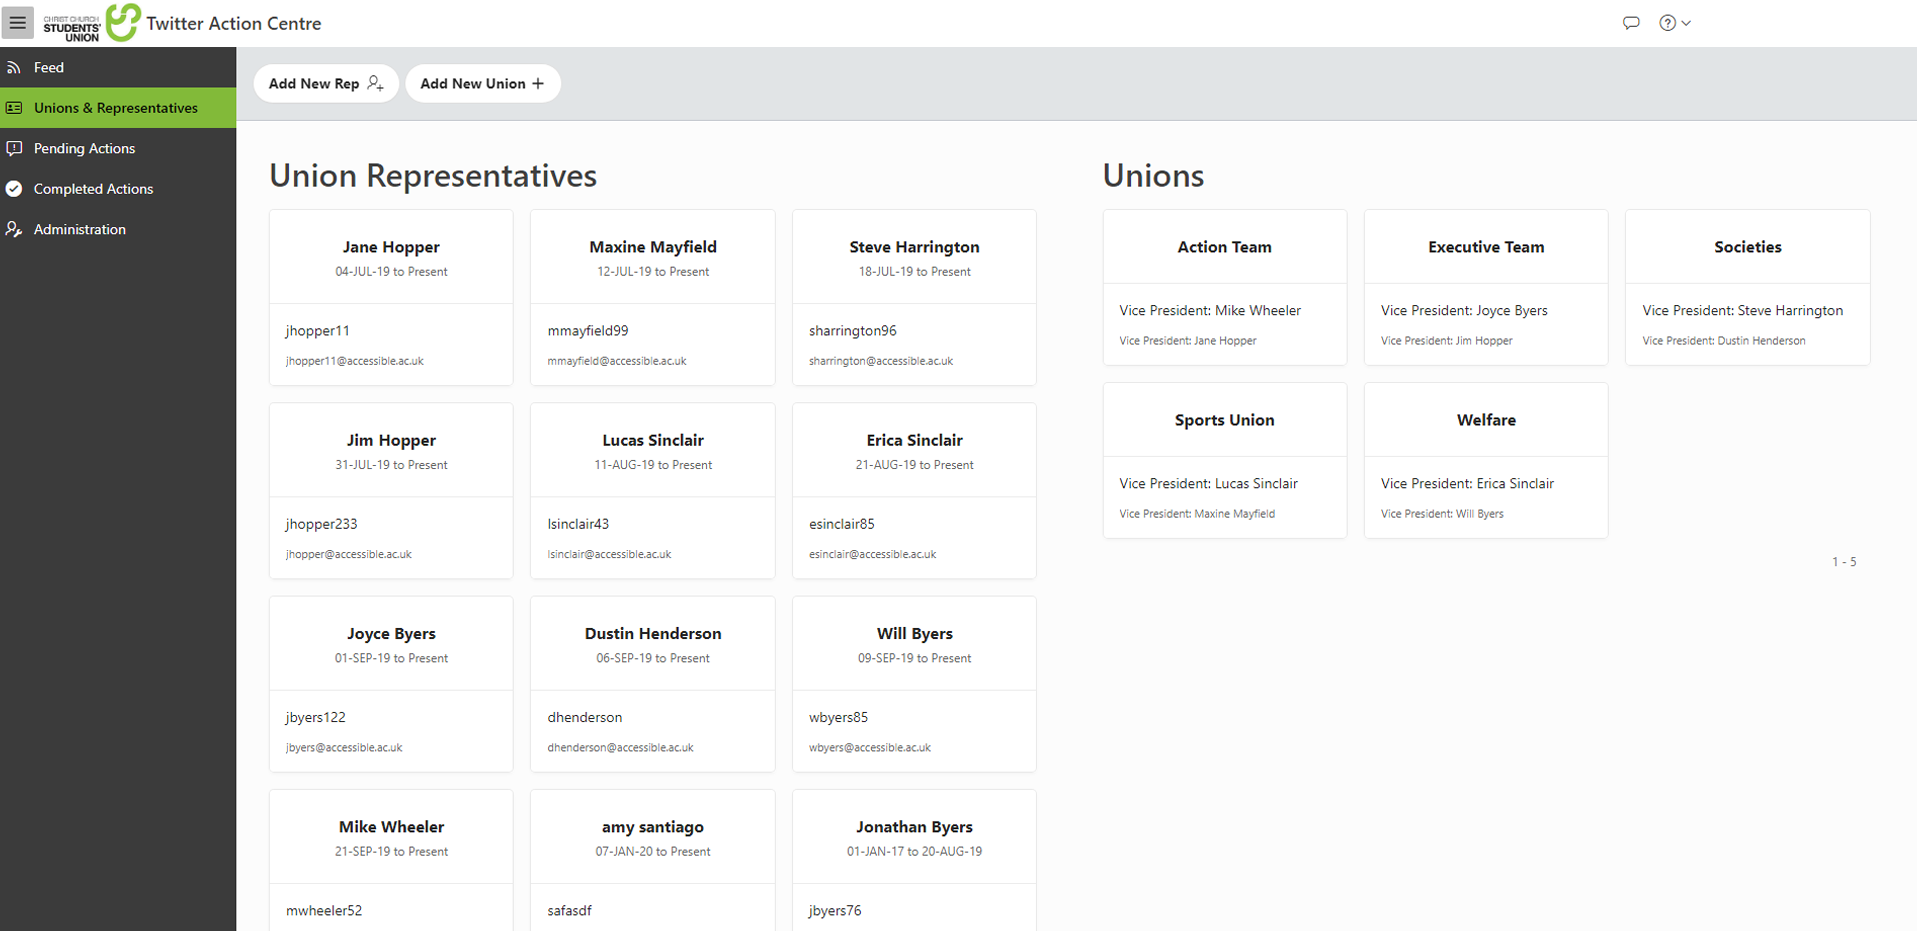 CHRIST CHURCH
STUDENTS'
UNION
Twitter Action Centre
Feed
Unions & Representatives
Pending Actions
Completed Actions
Administration
Add New Rep
Add New Union
Union Representatives
Jane Hopper
04-JUL-19 to Present
jhopper11
jhopper11@accessible.ac.uk
Maxine Mayfield
12-JUL-19 to Present
mmayfield99
mmayfield@accessible.ac.uk
Steve Harrington
18-JUL-19 to Present
sharrington96
sharrington@accessible.ac.uk
Jim Hopper
31-JUL-19 to Present
jhopper233
jhopper@accessible.ac.uk
Lucas Sinclair
11-AUG-19 to Present
lsinclair43
lsinclair@accessible.ac.uk
Erica Sinclair
21-AUG-19 to Present
esinclair85
esinclair@accessible.ac.uk
Joyce Byers
01-SEP-19 to Present
jbyers122
jbyers@accessible.ac.uk
Dustin Henderson
06-SEP-19 to Present
dhenderson
dhenderson@accessible.ac.uk
Will Byers
09-SEP-19 to Present
wbyers85
wbyers@accessible.ac.uk
Mike Wheeler
21-SEP-19 to Present
mwheeler52
amy santiago
07-JAN-20 to Present
safasdf
Jonathan Byers
01-JAN-17 to 20-AUG-19
jbyers76
Unions
Action Team
Vice President: Mike Wheeler
Vice President: Jane Hopper
Executive Team
Vice President: Joyce Byers
Vice President: Jim Hopper
Societies
Vice President: Steve Harrington
Vice President: Dustin Henderson
Sports Union
Vice President: Lucas Sinclair
Vice President: Maxine Mayfield
Welfare
Vice President: Erica Sinclair
Vice President: Will Byers
1 - 5